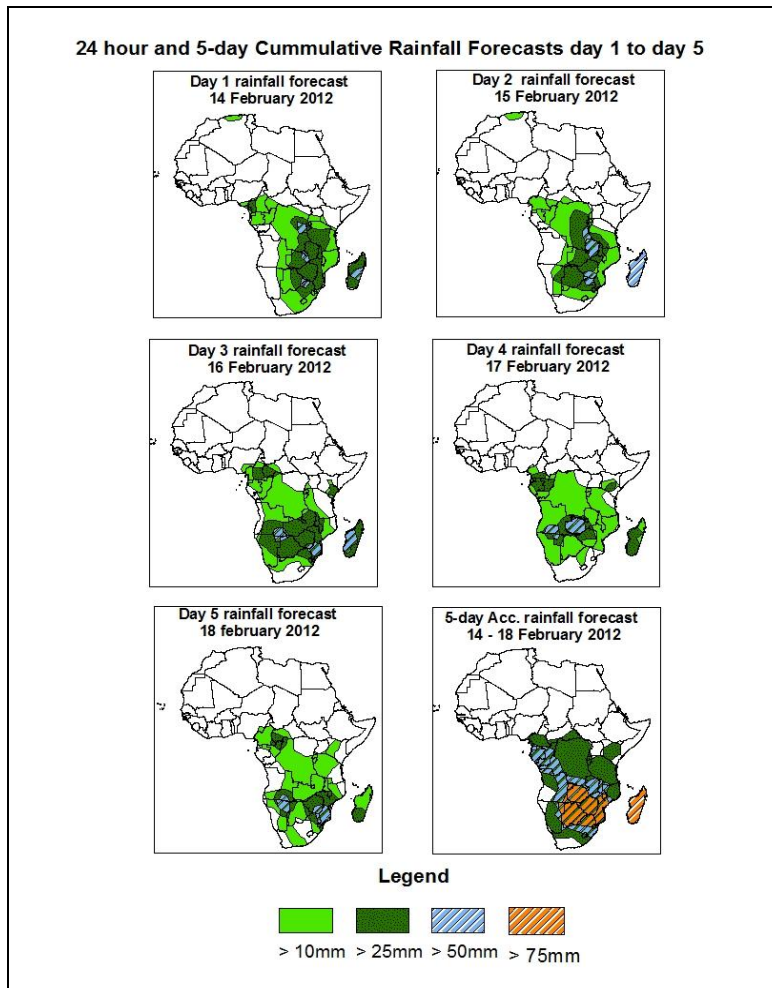 24 hour and 5-day Cummulative Rainfall Forecasts day 1 to day 5
Day 1 rainfall forecast
14 February 2012
Day 2 rainfall forecast
15 February 2012
Day 3 rainfall forecast
16 February 2012
Day 4 rainfall forecast
17 February 2012
Day 5 rainfall forecast
18 february 2012
5-day Acc. rainfall forecast
14 - 18 February 2012
Legend
> 10mm
> 25mm
> 50mm
> 75mm